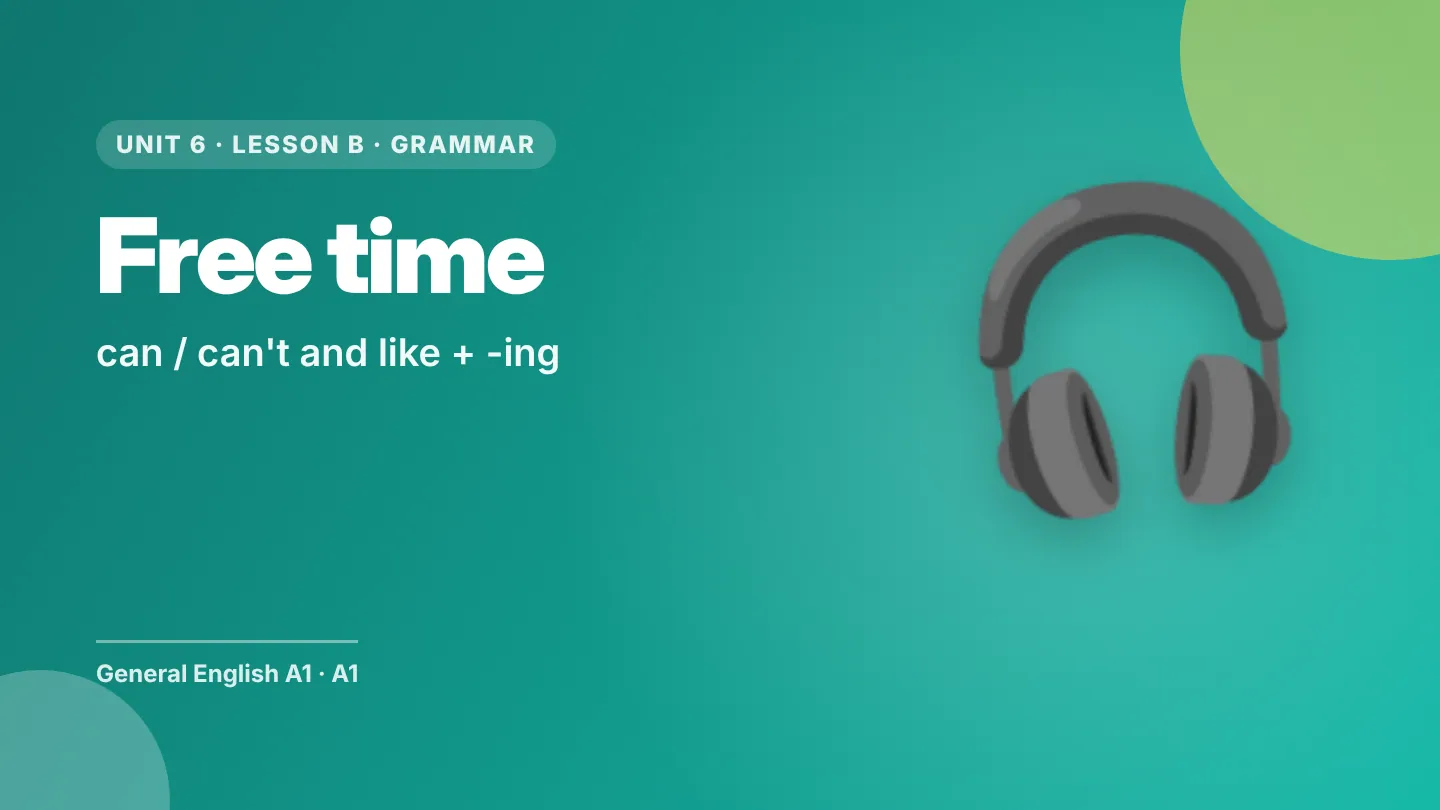 UNIT 6 · LESSON B · GRAMMAR
Free time
can / can't and like + -ing
General English A1 · A1